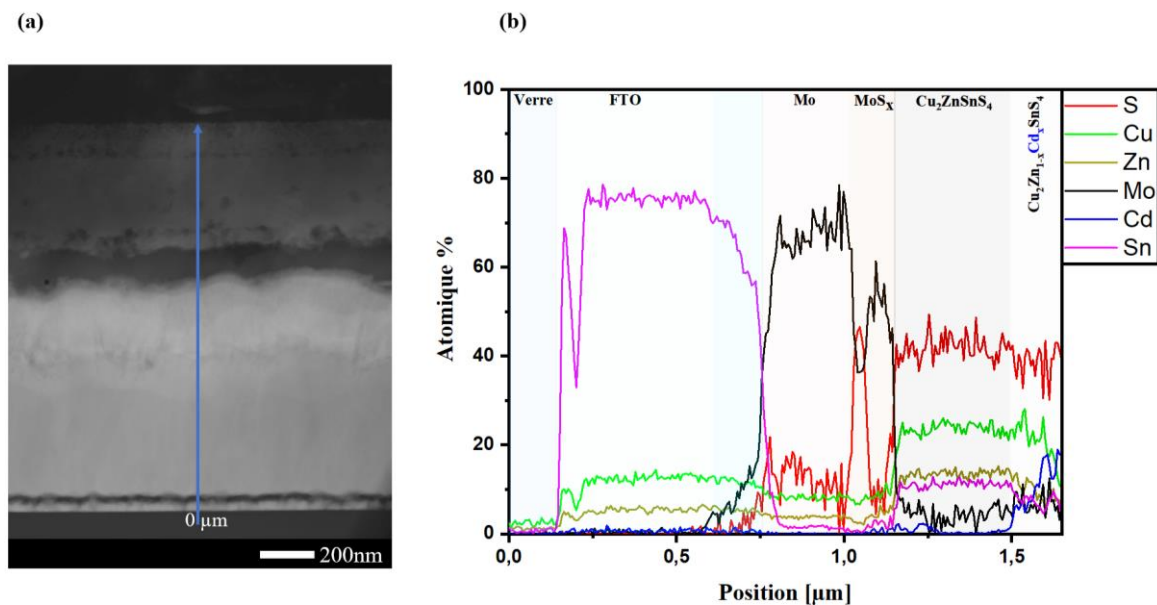 (a)
(b)
0 µm
200nm
Atomique %
100
80
60
40
20
0
Verre
FTO
Mo
MoSx
Cu₂ZnSnS₄
Cu₂Zn₁₋ₓCdₓSnS₄
S
Cu
Zn
Mo
Cd
Sn
0,0
0,5
1,0
1,5
Position [µm]